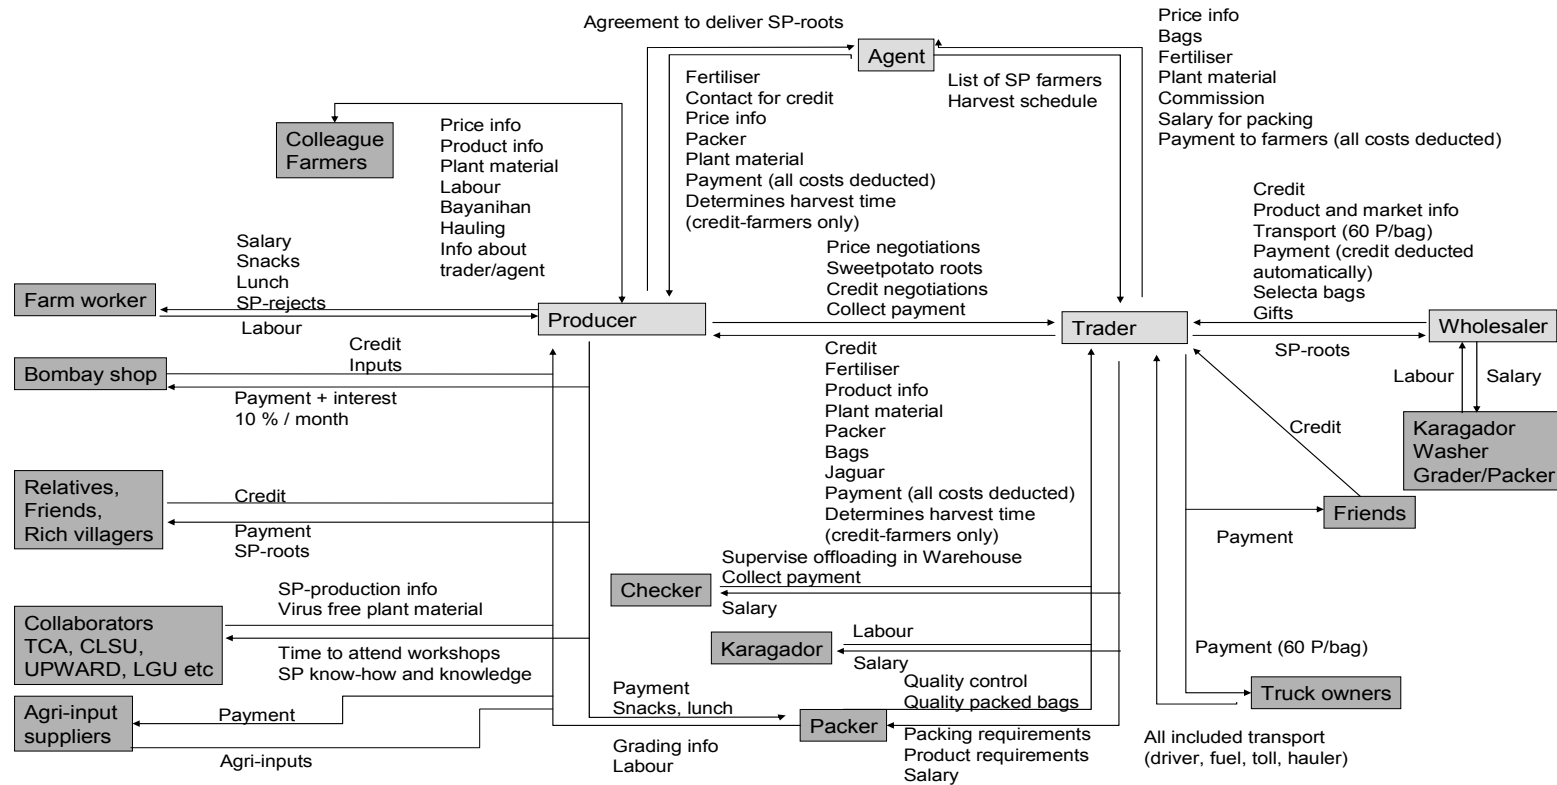 Agreement to deliver SP-roots
Agent
Price info
Bags
Fertiliser
Plant material
Commission
Salary for packing
Payment to farmers (all costs deducted)
List of SP farmers
Harvest schedule
Fertiliser
Contact for credit
Price info
Packer
Plant material
Payment (all costs deducted)
Determines harvest time
(credit-farmers only)
Colleague
Farmers
Price info
Product info
Plant material
Labour
Bayanihan
Hauling
Info about
trader/agent
Salary
Snacks
Lunch
SP-rejects
Farm worker
Labour
Producer
Price negotiations
Sweetpotato roots
Credit negotiations
Collect payment
Trader
Credit
Product and market info
Transport (60 P/bag)
Payment (credit deducted
automatically)
Selecta bags
Gifts
Wholesaler
SP-roots
Labour
Salary
Karagador
Washer
Grader/Packer
Credit
Friends
Payment
Credit
Inputs
Bombay shop
Payment + interest
10 % / month
Credit
Fertiliser
Product info
Plant material
Packer
Bags
Jaguar
Payment (all costs deducted)
Determines harvest time
(credit-farmers only)
Relatives,
Friends,
Rich villagers
Credit
Payment
SP-roots
Supervise offloading in Warehouse
Collect payment
Checker
Salary
SP-production info
Virus free plant material
Collaborators
TCA, CLSU,
UPWARD, LGU etc
Time to attend workshops
SP know-how and knowledge
Karagador
Labour
Salary
Payment (60 P/bag)
Truck owners
All included transport
(driver, fuel, toll, hauler)
Agri-input
suppliers
Payment
Agri-inputs
Payment
Snacks, lunch
Packer
Grading info
Labour
Quality control
Quality packed bags
Packing requirements
Product requirements
Salary